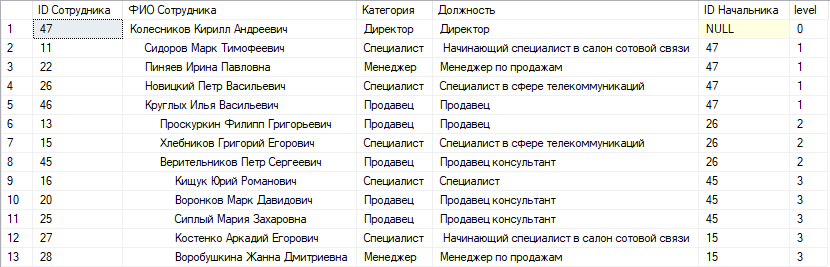 ID Сотрудника ФИО Сотрудника Категория Должность ID Начальника level
1 47 Колесников Кирилл Андреевич Директор Директор NULL 0
2 11 Сидоров Марк Тимофеевич Специалист Начинающий специалист в салон сотовой связи 47 1
3 22 Пиняев Ирина Павловна Менеджер Менеджер по продажам 47 1
4 26 Новицкий Петр Васильевич Специалист Специалист в сфере телекоммуникаций 47 1
5 46 Круглых Илья Васильевич Продавец Продавец 47 1
6 13 Проскуркин Филипп Григорьевич Продавец Продавец 26 2
7 15 Хлебников Григорий Егорович Специалист Специалист в сфере телекоммуникаций 26 2
8 45 Верительников Петр Сергеевич Продавец Продавец консультант 26 2
9 16 Кищук Юрий Романович Специалист Специалист 45 3
10 20 Воронков Марк Давидович Продавец Продавец консультант 45 3
11 25 Сиплый Мария Захаровна Продавец Продавец консультант 45 3
12 27 Костенко Аркадий Егорович Специалист Начинающий специалист в салон сотовой связи 15 3
13 28 Воробушкина Жанна Дмитриевна Менеджер Менеджер по продажам 15 3